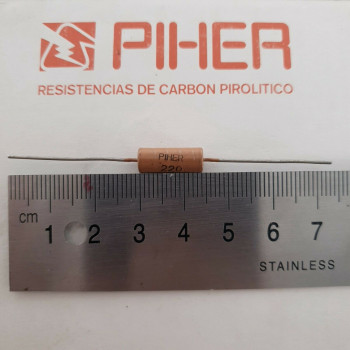 PIHER
RESISTENCIAS DE CARBON PIROLITICO
PIHER
220
cm 1 2 3 4 5 6 7
STAINLESS